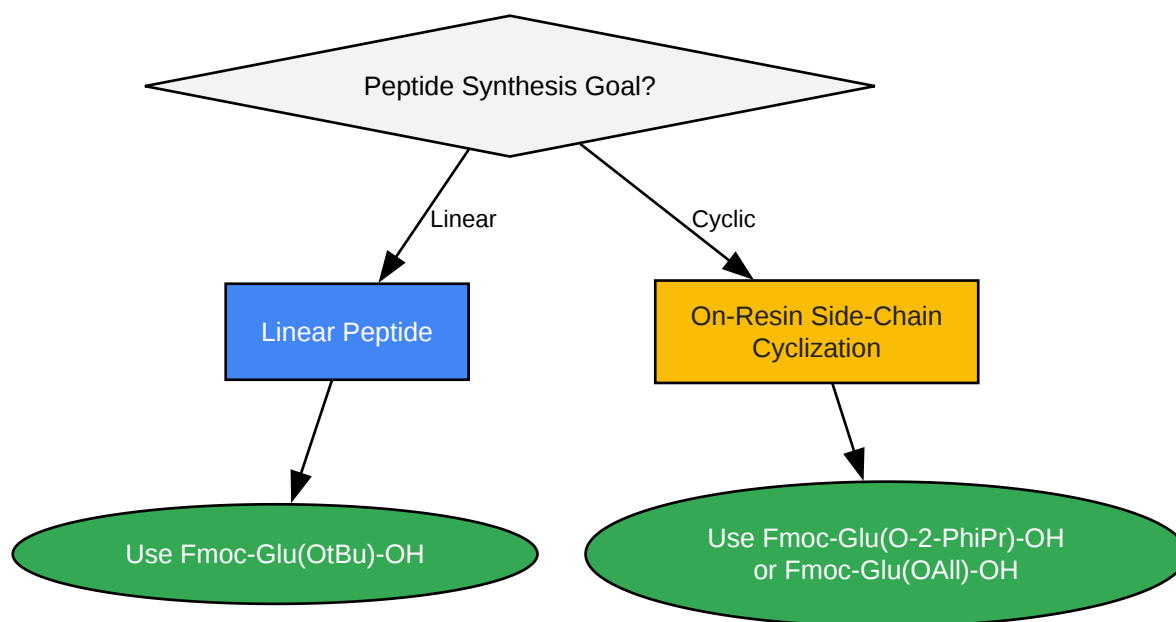 Peptide Synthesis Goal?
Linear
Cyclic
Linear Peptide
On-Resin Side-Chain
Cyclization
Use Fmoc-Glu(OtBu)-OH
Use Fmoc-Glu(O-2-PhiPr)-OH
or Fmoc-Glu(OAll)-OH